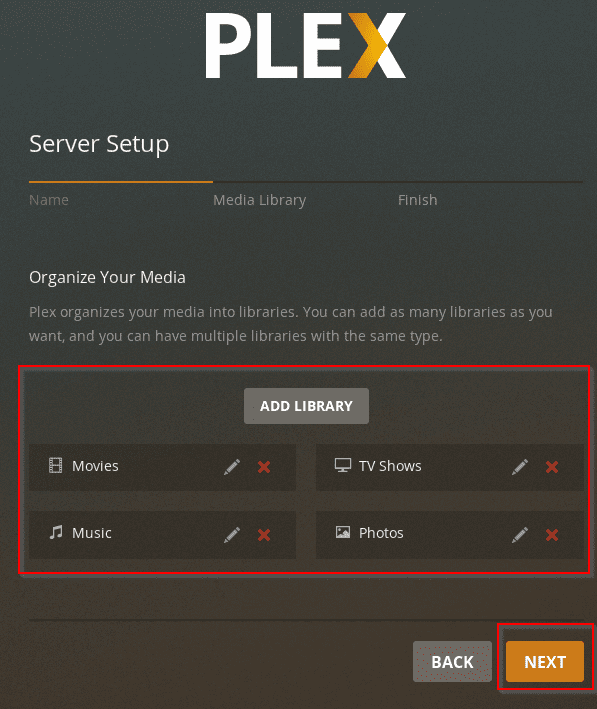 PLEX
Server Setup
Name
Media Library
Finish
Organize Your Media
Plex organizes your media into libraries. You can add as many libraries as you
want, and you can have multiple libraries with the same type.
ADD LIBRARY
Movies
TV Shows
Music
Photos
BACK
NEXT